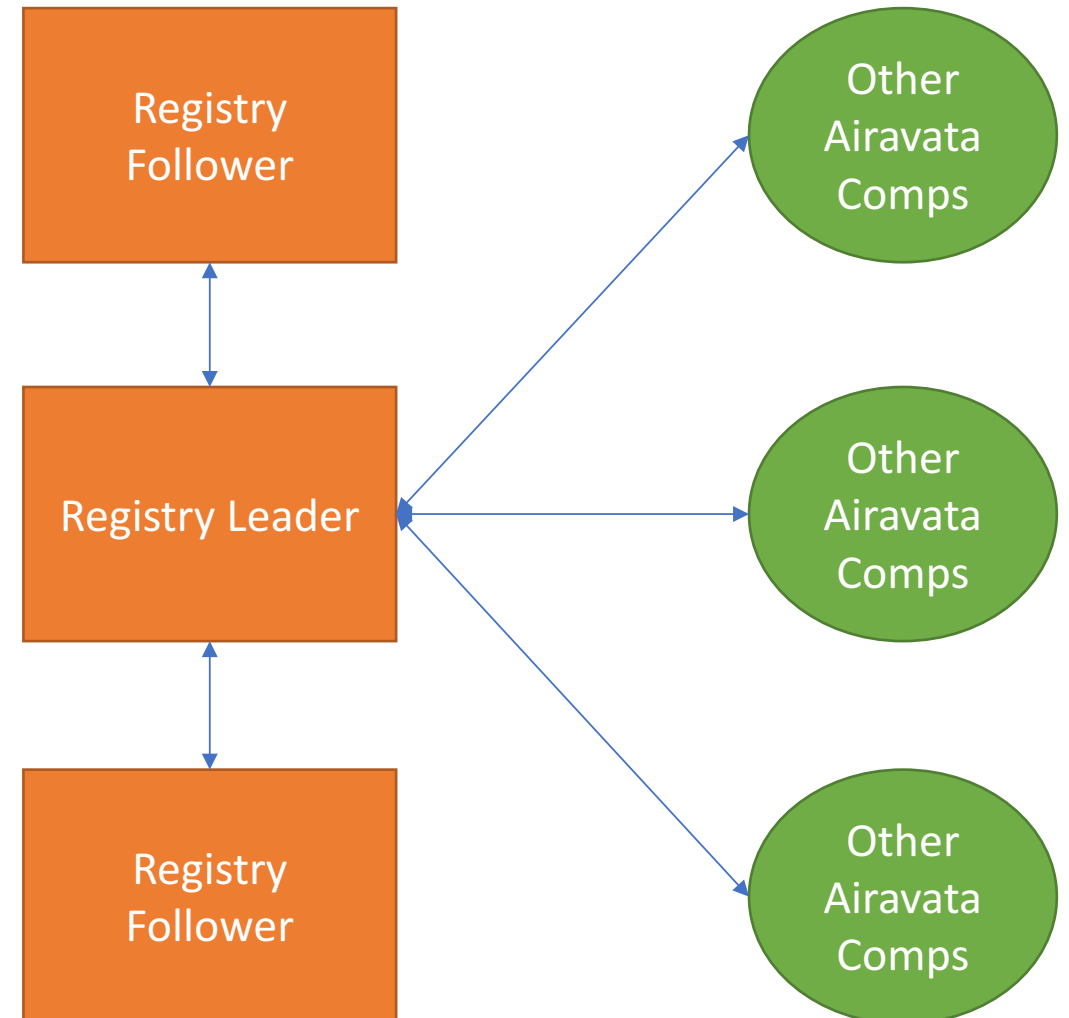 Registry
Follower
Other
Airavata
Comps
Registry Leader
Other
Airavata
Comps
Registry
Follower
Other
Airavata
Comps